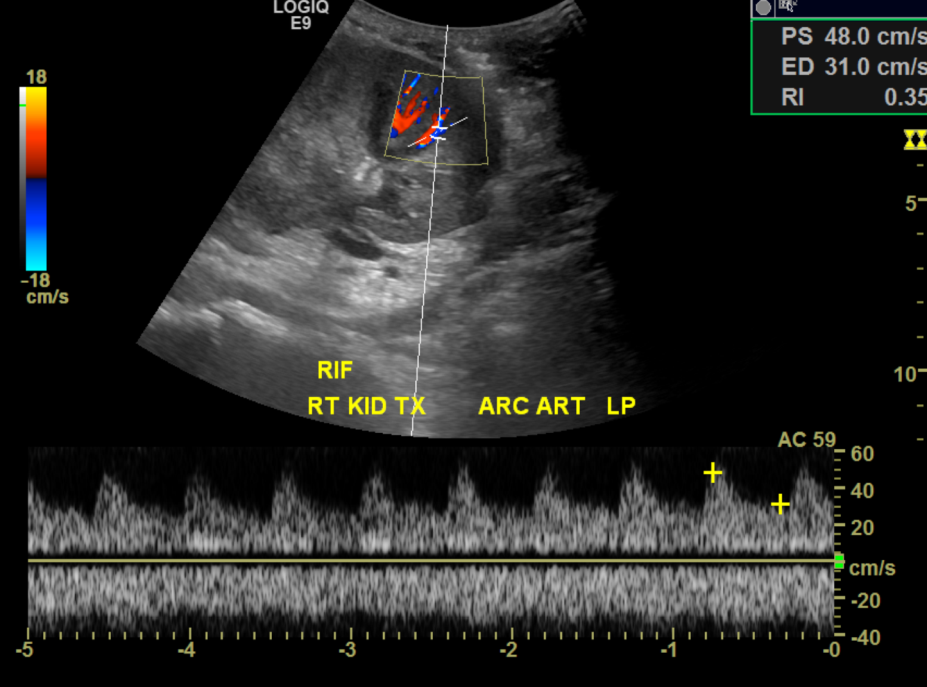 LOGIQ
E9
PS 48.0 cm/s
ED 31.0 cm/s
RI 0.35
18
-18
cm/s
5
10
RIF
RT KID TX ARC ART LP
AC 59
60
40
20
cm/s
-20
-40
-5 -4 -3 -2 -1 -0